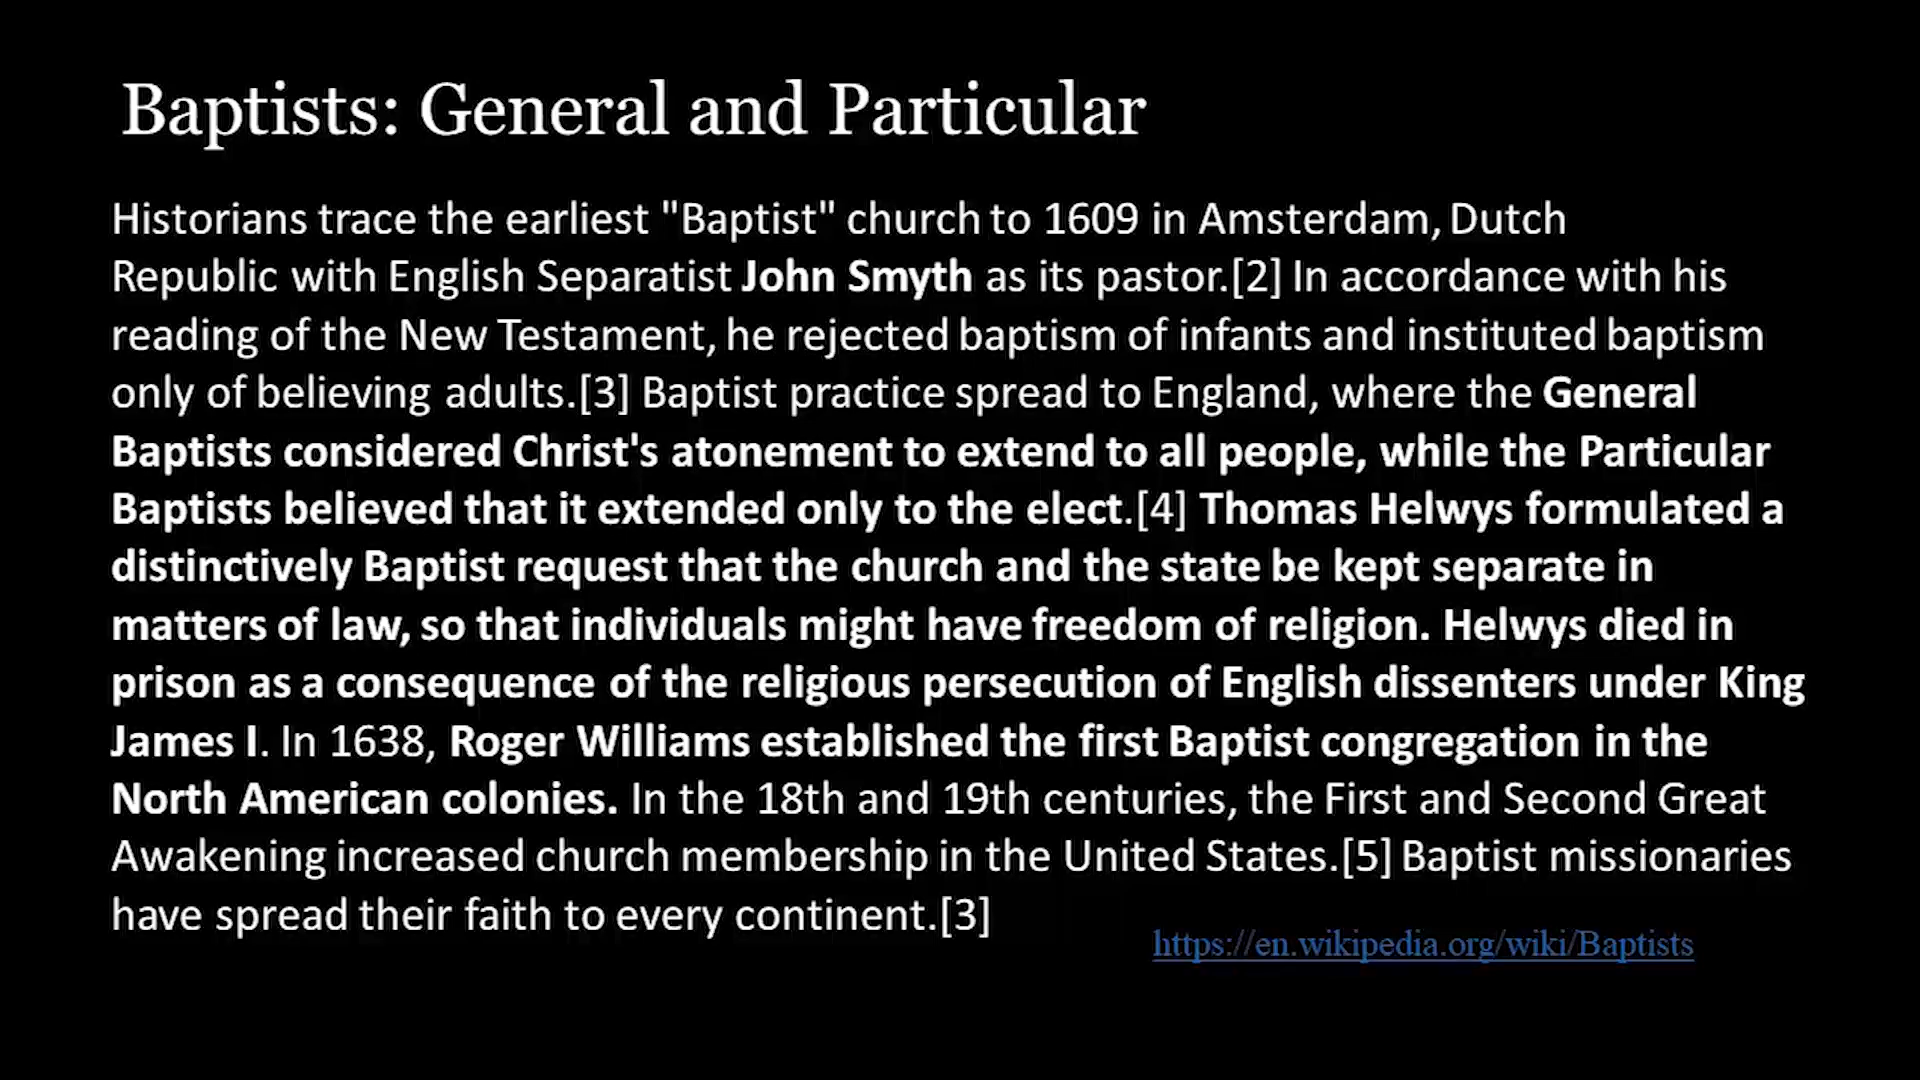 Baptists: General and Particular
Historians trace the earliest "Baptist" church to 1609 in Amsterdam, Dutch
Republic with English Separatist John Smyth as its pastor.[2] In accordance with his
reading of the New Testament, he rejected baptism of infants and instituted baptism
only of believing adults.[3] Baptist practice spread to England, where the General
Baptists considered Christ's atonement to extend to all people, while the Particular
Baptists believed that it extended only to the elect.[4] Thomas Helwys formulated a
distinctively Baptist request that the church and the state be kept separate in
matters of law, so that individuals might have freedom of religion. Helwys died in
prison as a consequence of the religious persecution of English dissenters under King
James I. In 1638, Roger Williams established the first Baptist congregation in the
North American colonies. In the 18th and 19th centuries, the First and Second Great
Awakening increased church membership in the United States.[5] Baptist missionaries
have spread their faith to every continent.[3]
https://en.wikipedia.org/wiki/Baptists